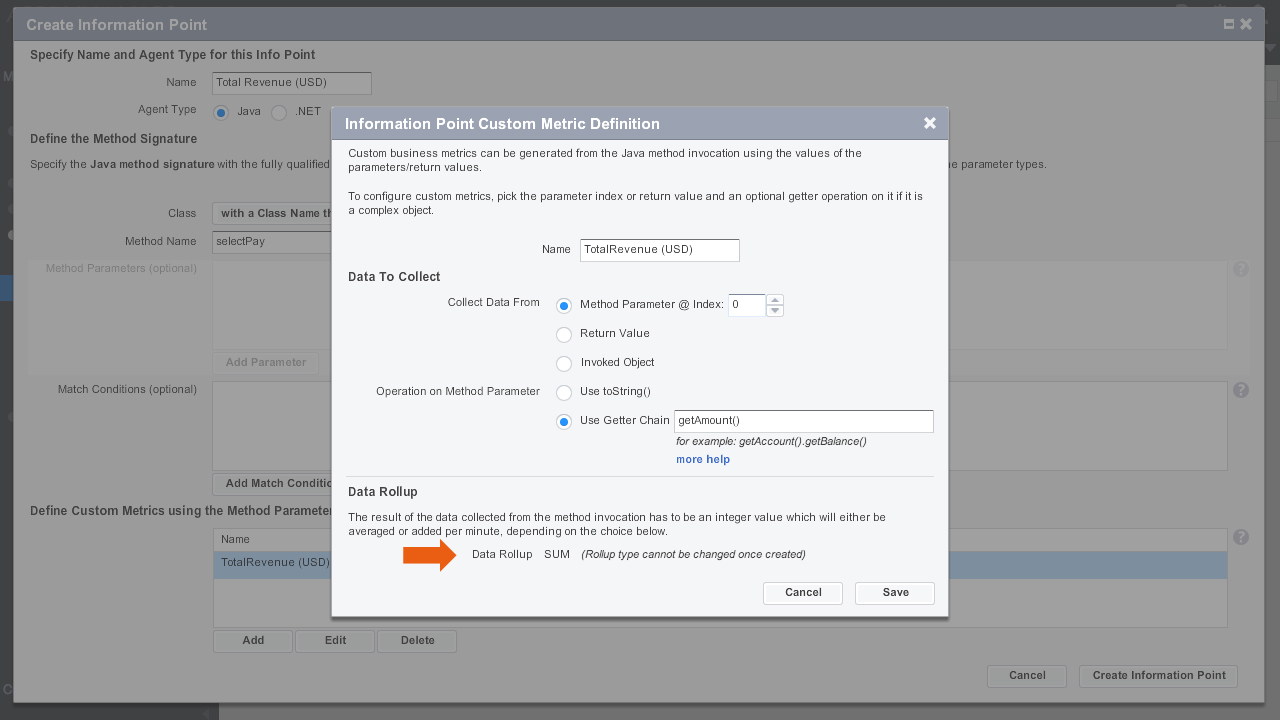 Create Information Point
Specify Name and Agent Type for this Info Point
Name Total Revenue (USD)
Agent Type Java .NET
Define the Method Signature
Specify the Java method signature with the fully qualified
e parameter types.
Class with a Class Name th
Method Name selectPay
Method Parameters (optional)
Add Parameter
Match Conditions (optional)
Add Match Conditio
Define Custom Metrics using the Method Parameter
Name
TotalRevenue (USD)
Add Edit Delete
Cancel Create Information Point
Information Point Custom Metric Definition
Custom business metrics can be generated from the Java method invocation using the values of the
parameters/return values.
To configure custom metrics, pick the parameter index or return value and an optional getter operation on it if it is
a complex object.
Name TotalRevenue (USD)
Data To Collect
Collect Data From Method Parameter @ Index: 0
Return Value
Invoked Object
Operation on Method Parameter Use toString()
Use Getter Chain getAmount()
for example: getAccount().getBalance()
more help
Data Rollup
The result of the data collected from the method invocation has to be an integer value which will either be
averaged or added per minute, depending on the choice below.
Data Rollup SUM (Rollup type cannot be changed once created)
Cancel Save